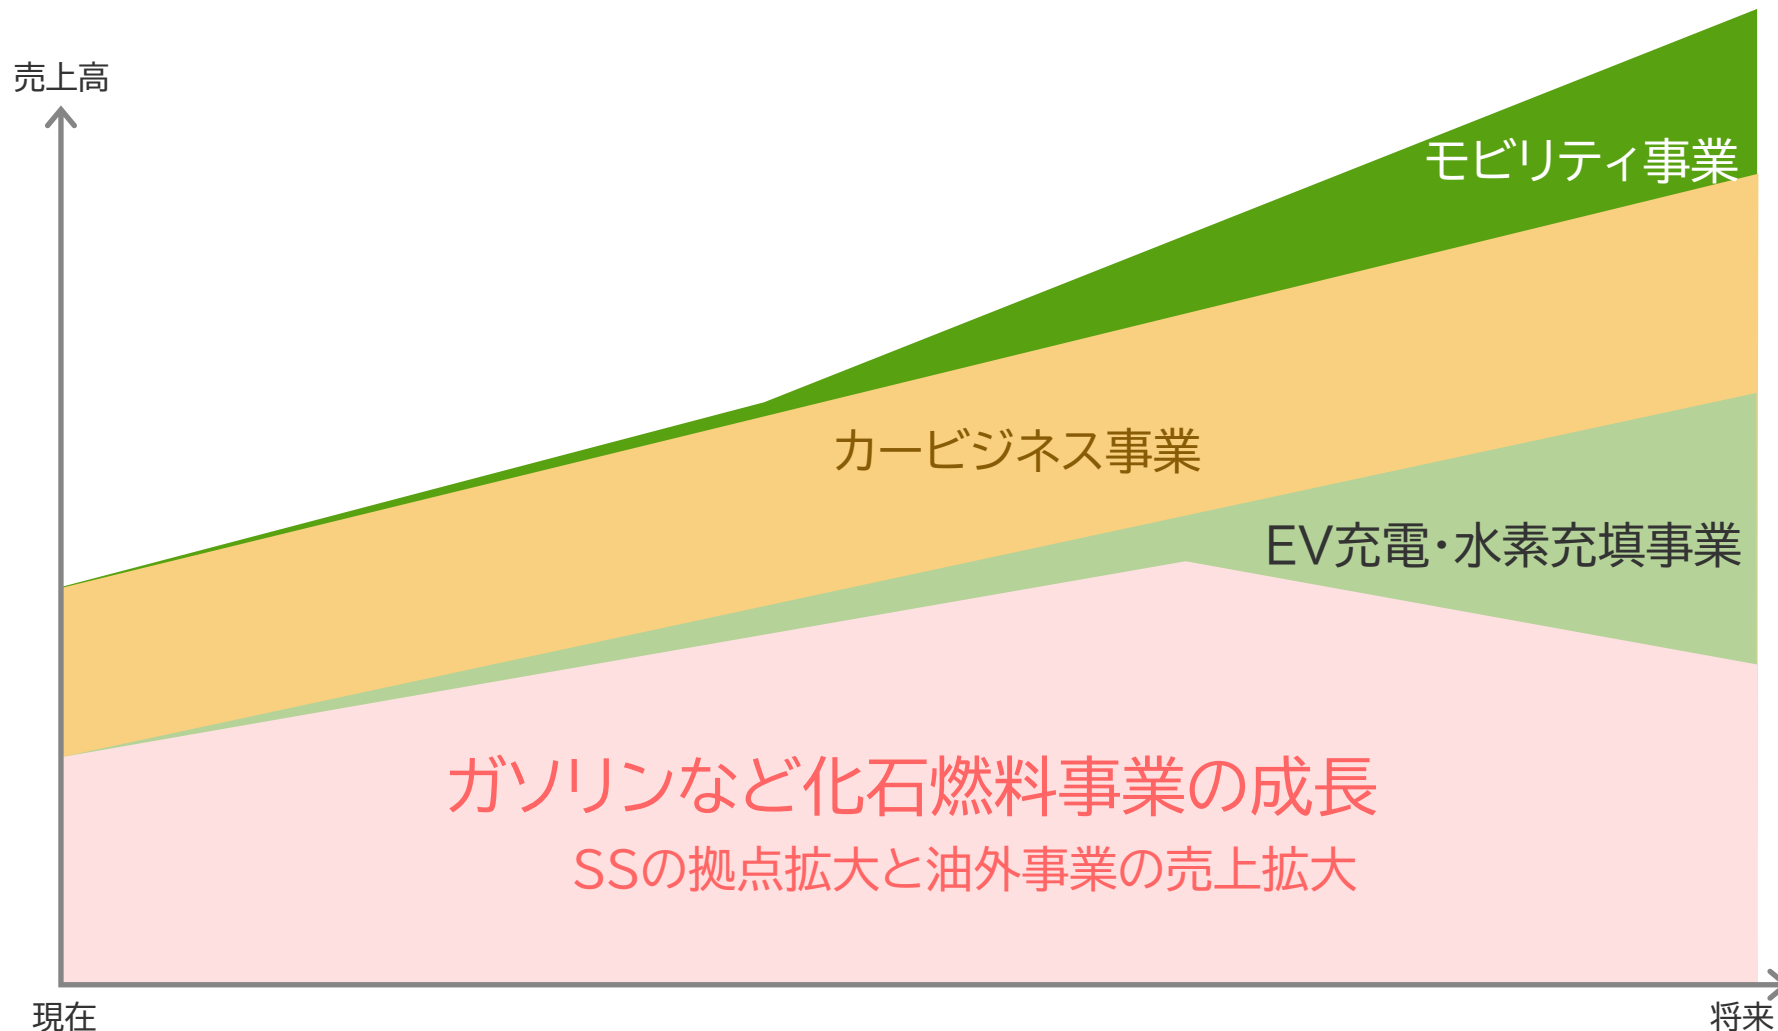 売上高
モビリティ事業
カービジネス事業
EV充電・水素充填事業
ガソリンなど化石燃料事業の成長
SSの拠点拡大と油外事業の売上拡大
現在
将来